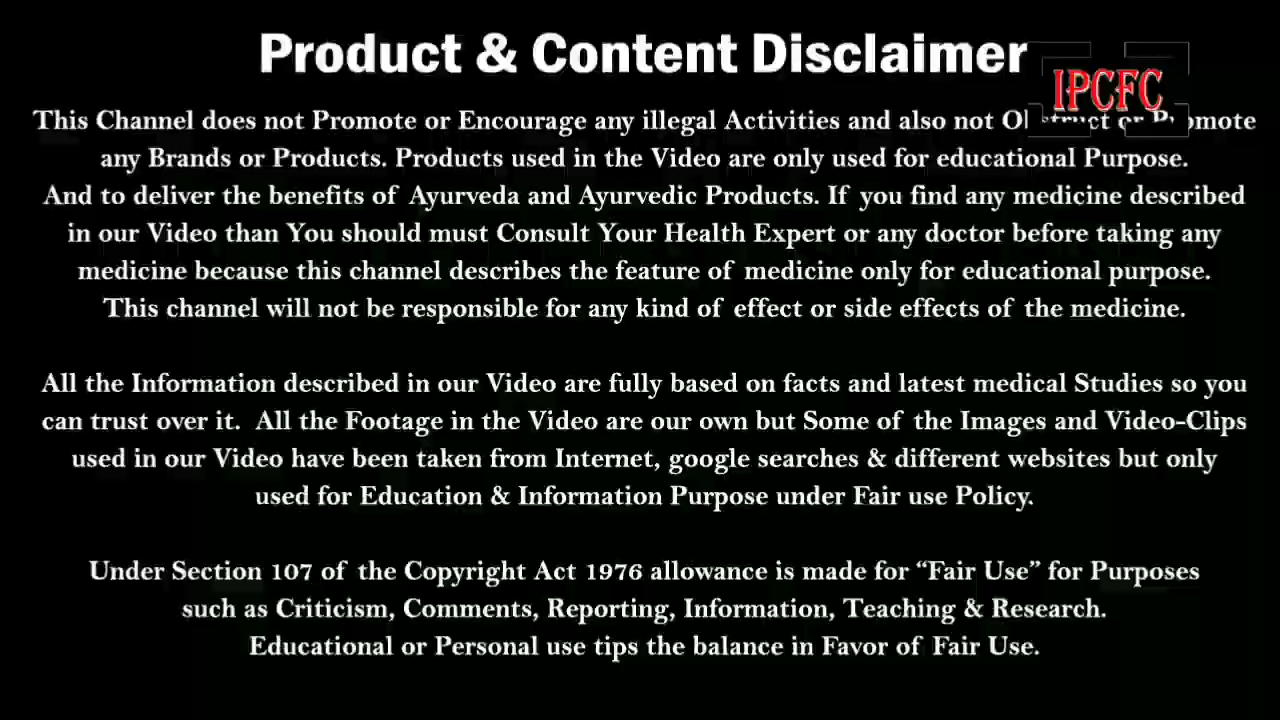 Product & Content Disclaimer
IPCFC
This Channel does not Promote or Encourage any illegal Activities and also not Obstruct or Promote
any Brands or Products. Products used in the Video are only used for educational Purpose.
And to deliver the benefits of Ayurveda and Ayurvedic Products. If you find any medicine described
in our Video than You should must Consult Your Health Expert or any doctor before taking any
medicine because this channel describes the feature of medicine only for educational purpose.
This channel will not be responsible for any kind of effect or side effects of the medicine.
All the Information described in our Video are fully based on facts and latest medical Studies so you
can trust over it. All the Footage in the Video are our own but Some of the Images and Video-Clips
used in our Video have been taken from Internet, google searches & different websites but only
used for Education & Information Purpose under Fair use Policy.
Under Section 107 of the Copyright Act 1976 allowance is made for “Fair Use” for Purposes
such as Criticism, Comments, Reporting, Information, Teaching & Research.
Educational or Personal use tips the balance in Favor of Fair Use.